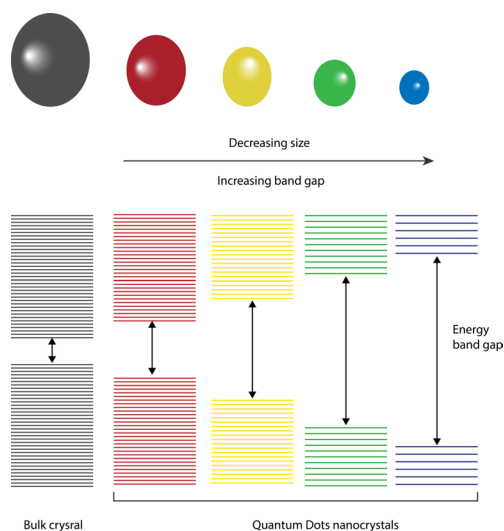 Decreasing size
Increasing band gap
Energy
band gap
Bulk crysral
Quantum Dots nanocrystals